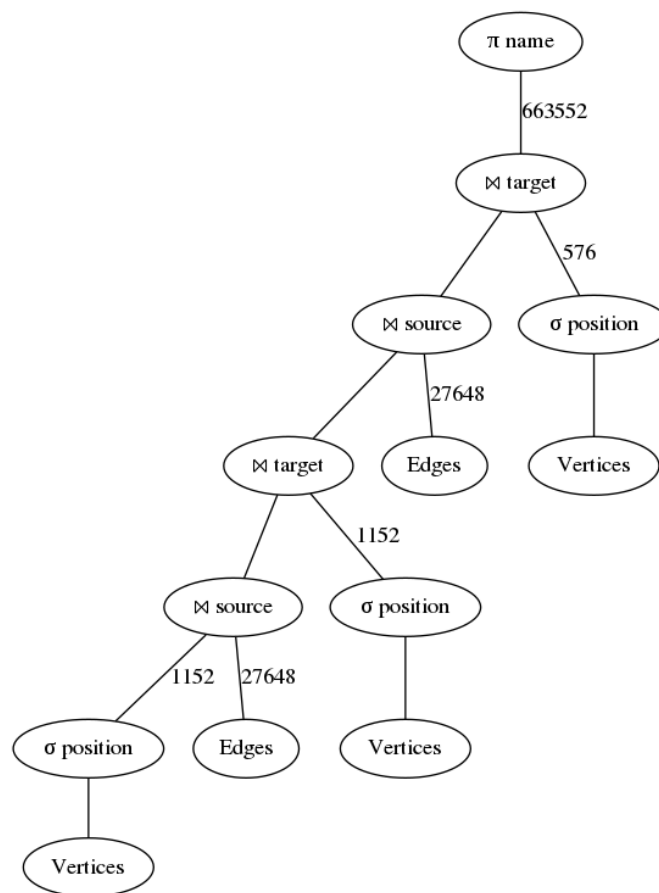 π name
663552
⋈ target
576
⋈ source
σ position
27648
⋈ target
Edges
Vertices
1152
⋈ source
σ position
1152
27648
σ position
Edges
Vertices
Vertices